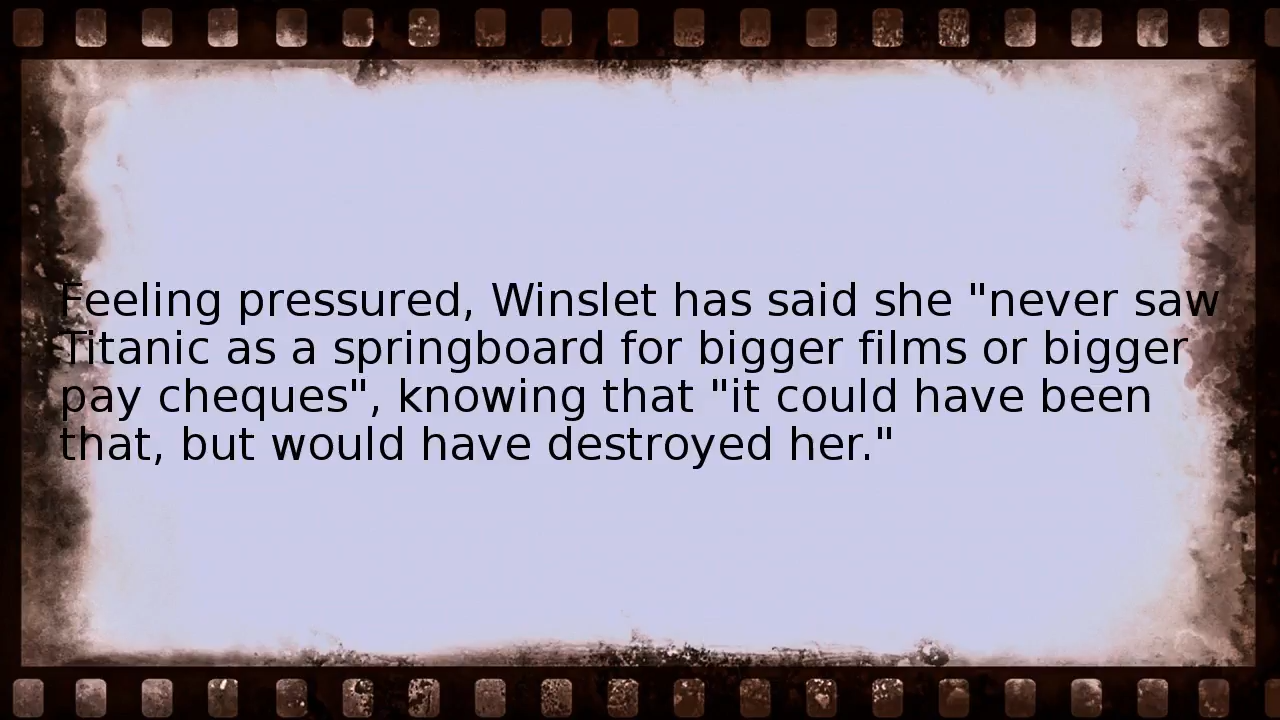 Feeling pressured, Winslet has said she "never saw
Titanic as a springboard for bigger films or bigger
pay cheques", knowing that "it could have been
that, but would have destroyed her."